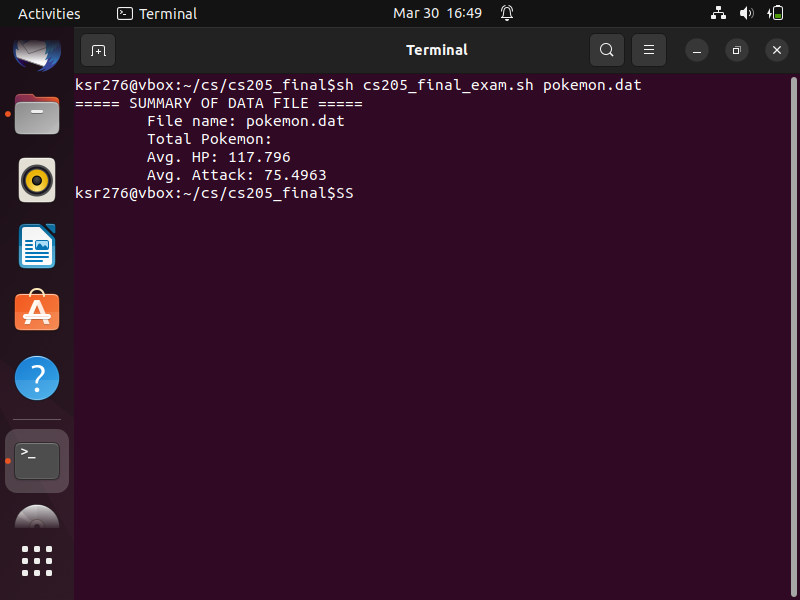 Activities Terminal Mar 30 16:49
Terminal
ksr276@vbox:~/cs/cs205_final$sh cs205_final_exam.sh pokemon.dat
===== SUMMARY OF DATA FILE =====
File name: pokemon.dat
Total Pokemon:
Avg. HP: 117.796
Avg. Attack: 75.4963
ksr276@vbox:~/cs/cs205_final$SS